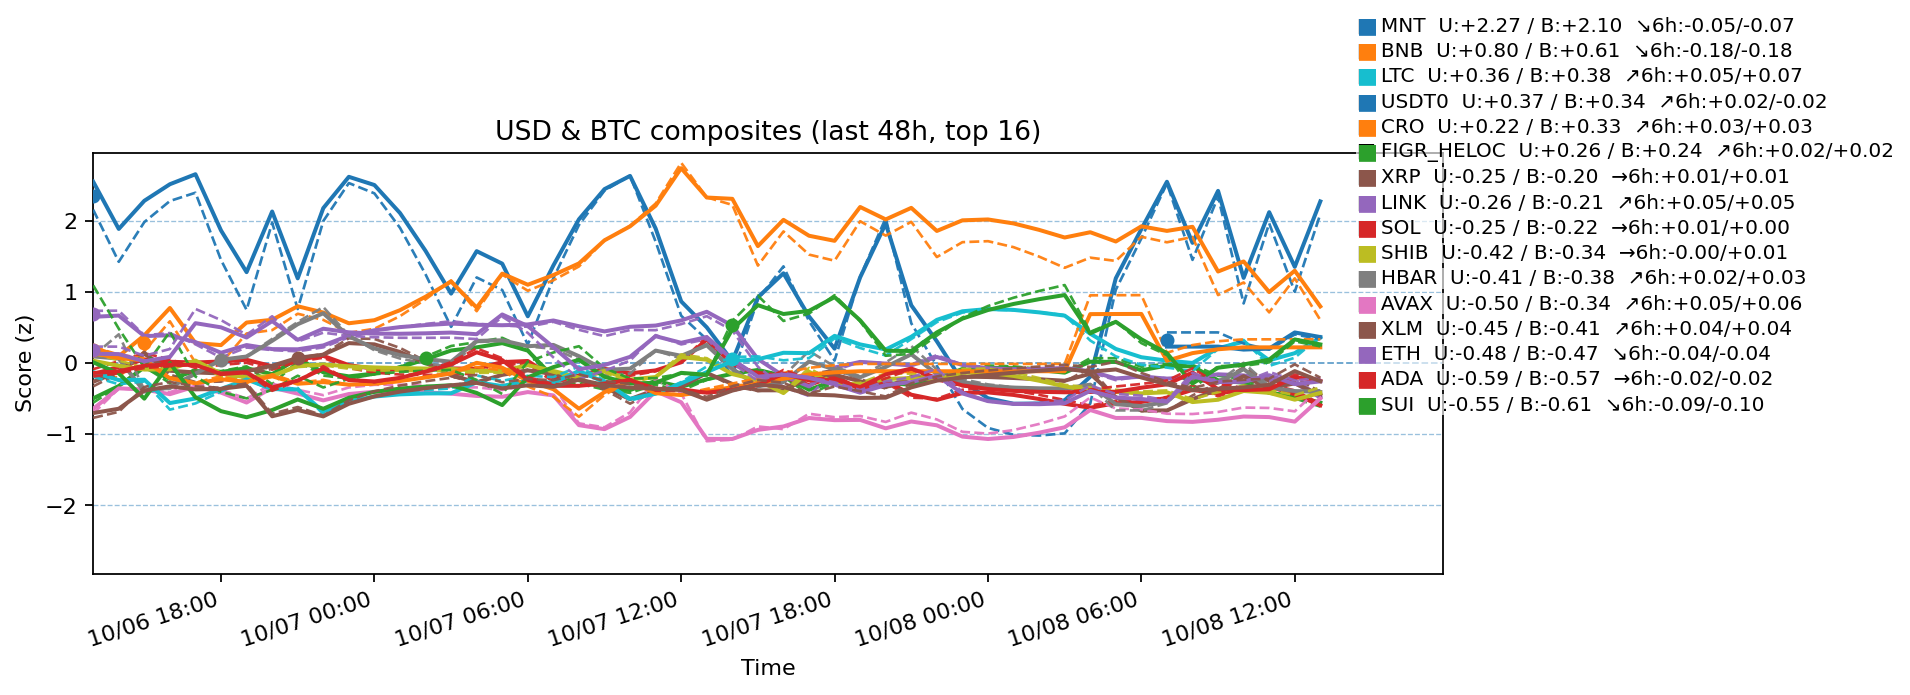 MNT  U:+2.27 / B:+2.10  ↘6h:-0.05/-0.07
BNB  U:+0.80 / B:+0.61  ↘6h:-0.18/-0.18
LTC  U:+0.36 / B:+0.38  ↗6h:+0.05/+0.07
USDT0  U:+0.37 / B:+0.34  ↗6h:+0.02/-0.02
CRO  U:+0.22 / B:+0.33  ↗6h:+0.03/+0.03
FIGR_HELOC  U:+0.26 / B:+0.24  ↗6h:+0.02/+0.02
XRP  U:-0.25 / B:-0.20  →6h:+0.01/+0.01
LINK  U:-0.26 / B:-0.21  ↗6h:+0.05/+0.05
SOL  U:-0.25 / B:-0.22  →6h:+0.01/+0.00
SHIB  U:-0.42 / B:-0.34  →6h:-0.00/+0.01
HBAR  U:-0.41 / B:-0.38  ↗6h:+0.02/+0.03
AVAX  U:-0.50 / B:-0.34  ↗6h:+0.05/+0.06
XLM  U:-0.45 / B:-0.41  ↗6h:+0.04/+0.04
ETH  U:-0.48 / B:-0.47  ↘6h:-0.04/-0.04
ADA  U:-0.59 / B:-0.57  →6h:-0.02/-0.02
SUI  U:-0.55 / B:-0.61  ↘6h:-0.09/-0.10
USD & BTC composites (last 48h, top 16)
Score (z)
2
1
0
−1
−2
10/06 18:00
10/07 00:00
10/07 06:00
10/07 12:00
10/07 18:00
10/08 00:00
10/08 06:00
10/08 12:00
Time